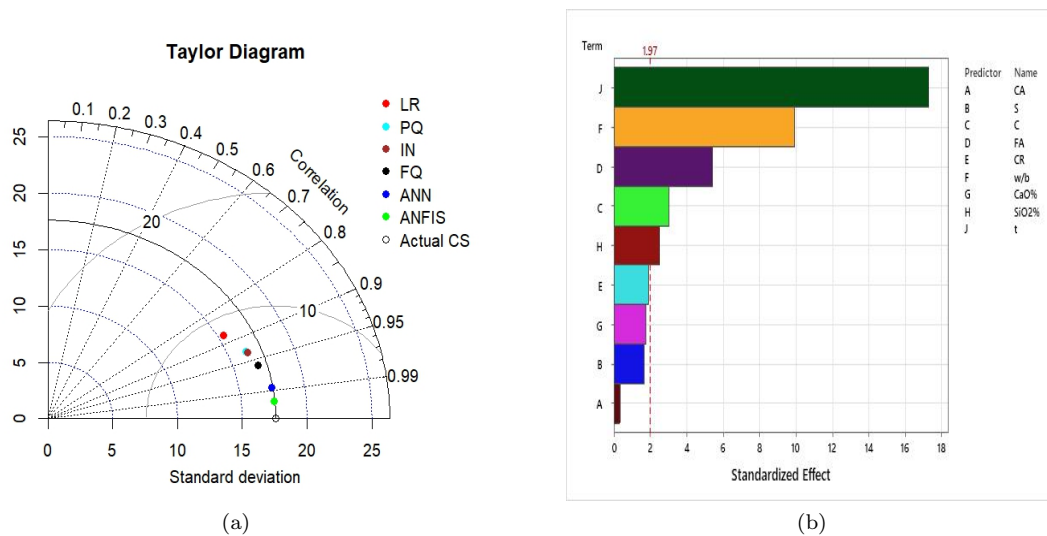 Taylor Diagram
0.1 0.2 0.3 0.4 0.5 0.6 0.7 0.8 0.9 0.95 0.99
Correlation
LR
PQ
IN
FQ
ANN
ANFIS
Actual CS
25
20
15
10
5
0
20
10
0 5 10 15 20 25
Standard deviation
(a)
Term
1.97
J
F
D
C
H
E
G
B
A
0 2 4 6 8 10 12 14 16 18
Standardized Effect
Predictor Name
A CA
B S
C C
D FA
E CR
F w/b
G CaO%
H SiO2%
J t
(b)